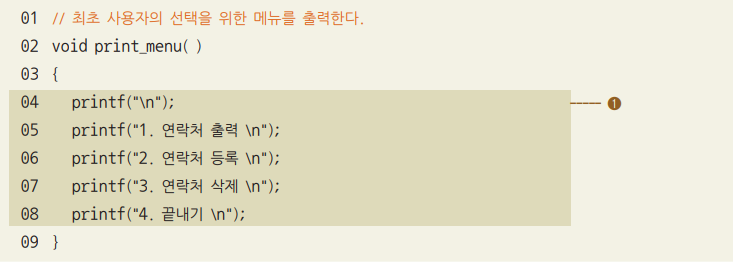 01 // 최초 사용자의 선택을 위한 메뉴를 출력한다.
02 void print_menu( )
03 {
04 printf("\n"); ❶
05 printf("1. 연락처 출력 \n");
06 printf("2. 연락처 등록 \n");
07 printf("3. 연락처 삭제 \n");
08 printf("4. 끝내기 \n");
09 }